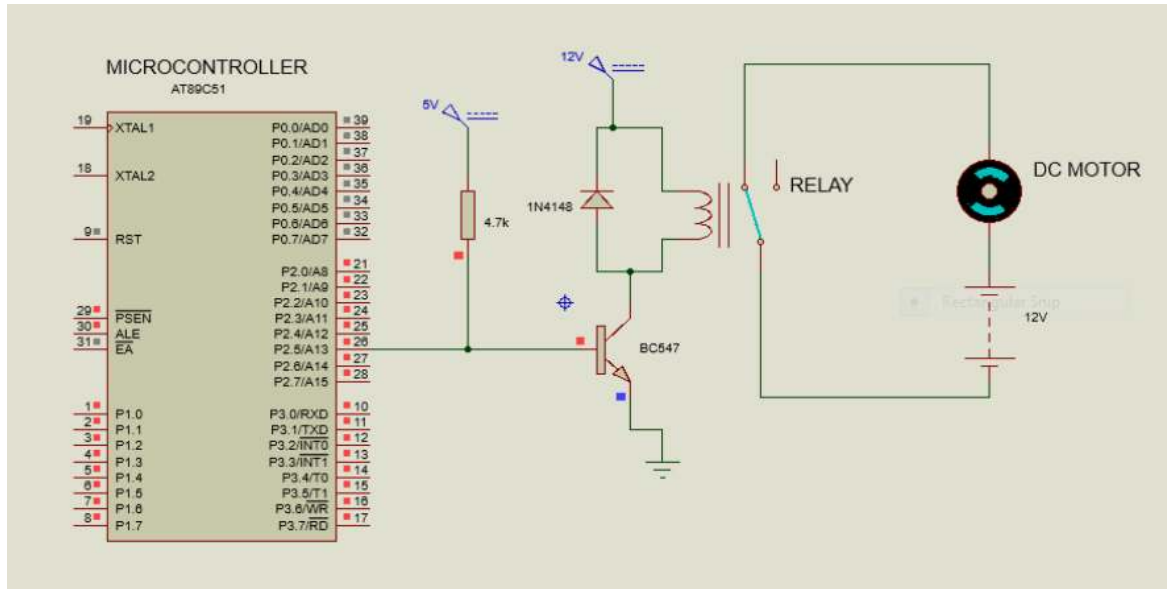 MICROCONTROLLER
AT89C51
19 XTAL1
18 XTAL2
9 RST
29 PSEN
30 ALE
31 EA
1 P1.0
2 P1.1
3 P1.2
4 P1.3
5 P1.4
6 P1.5
7 P1.6
8 P1.7
P0.0/AD0 39
P0.1/AD1 38
P0.2/AD2 37
P0.3/AD3 36
P0.4/AD4 35
P0.5/AD5 34
P0.6/AD6 33
P0.7/AD7 32
P2.0/A8 21
P2.1/A9 22
P2.2/A10 23
P2.3/A11 24
P2.4/A12 25
P2.5/A13 26
P2.6/A14 27
P2.7/A15 28
P3.0/RXD 10
P3.1/TXD 11
P3.2/INT0 12
P3.3/INT1 13
P3.4/T0 14
P3.5/T1 15
P3.6/WR 16
P3.7/RD 17
5V
4.7k
12V
1N4148
BC547
RELAY
DC MOTOR
Rectangular Snip
12V